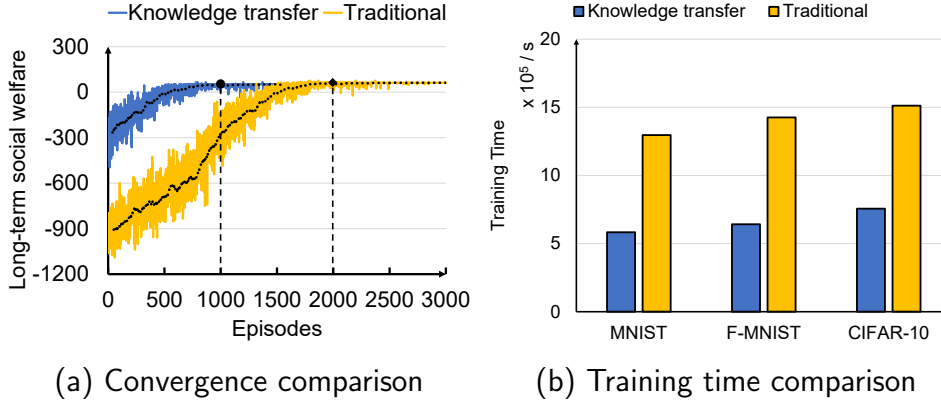 Knowledge transfer Traditional
300
0
-300
-600
-900
-1200
Long-term social welfare
0 500 1000 1500 2000 2500 3000
Episodes
(a) Convergence comparison
Knowledge transfer Traditional
20
15
10
5
0
Training Time
x 10⁵ / s
MNIST F-MNIST CIFAR-10
(b) Training time comparison